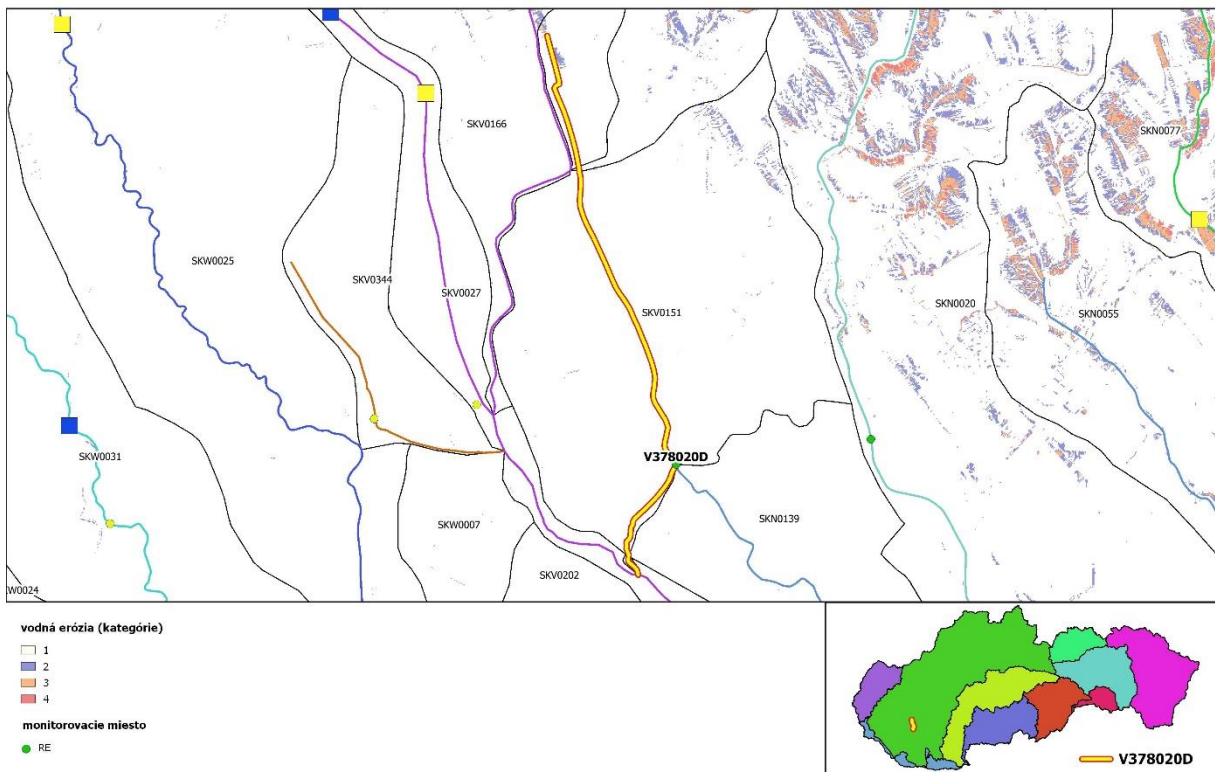 SKV0166
SKN0077
SKW0025
SKV0344
SKV0027
SKV0151
SKN0020
SKN0055
V378020D
SKW0031
SKW0007
SKN0139
SKV0202
KW0024
vodná erózia (kategórie)
1
2
3
4
monitorovacie miesto
RE
V378020D